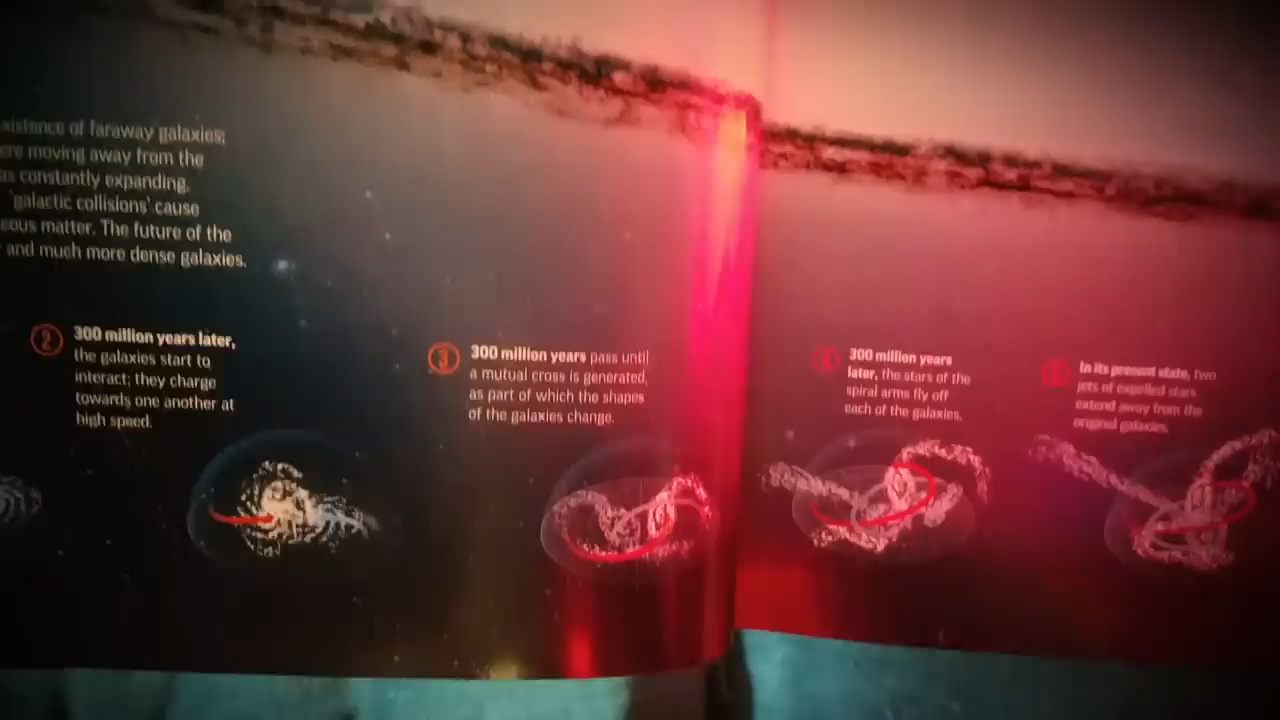 existence of faraway galaxies;
ere moving away from the
as constantly expanding.
'galactic collisions' cause
eous matter. The future of the
and much more dense galaxies.
2
300 million years later,
the galaxies start to
interact; they charge
towards one another at
high speed.
3
300 million years pass until
a mutual cross is generated,
as part of which the shapes
of the galaxies change.
300 million years
later, the stars of the
spiral arms fly off
each of the galaxies.
In its present state, two
jets of expelled stars
extend away from the
original galaxies.